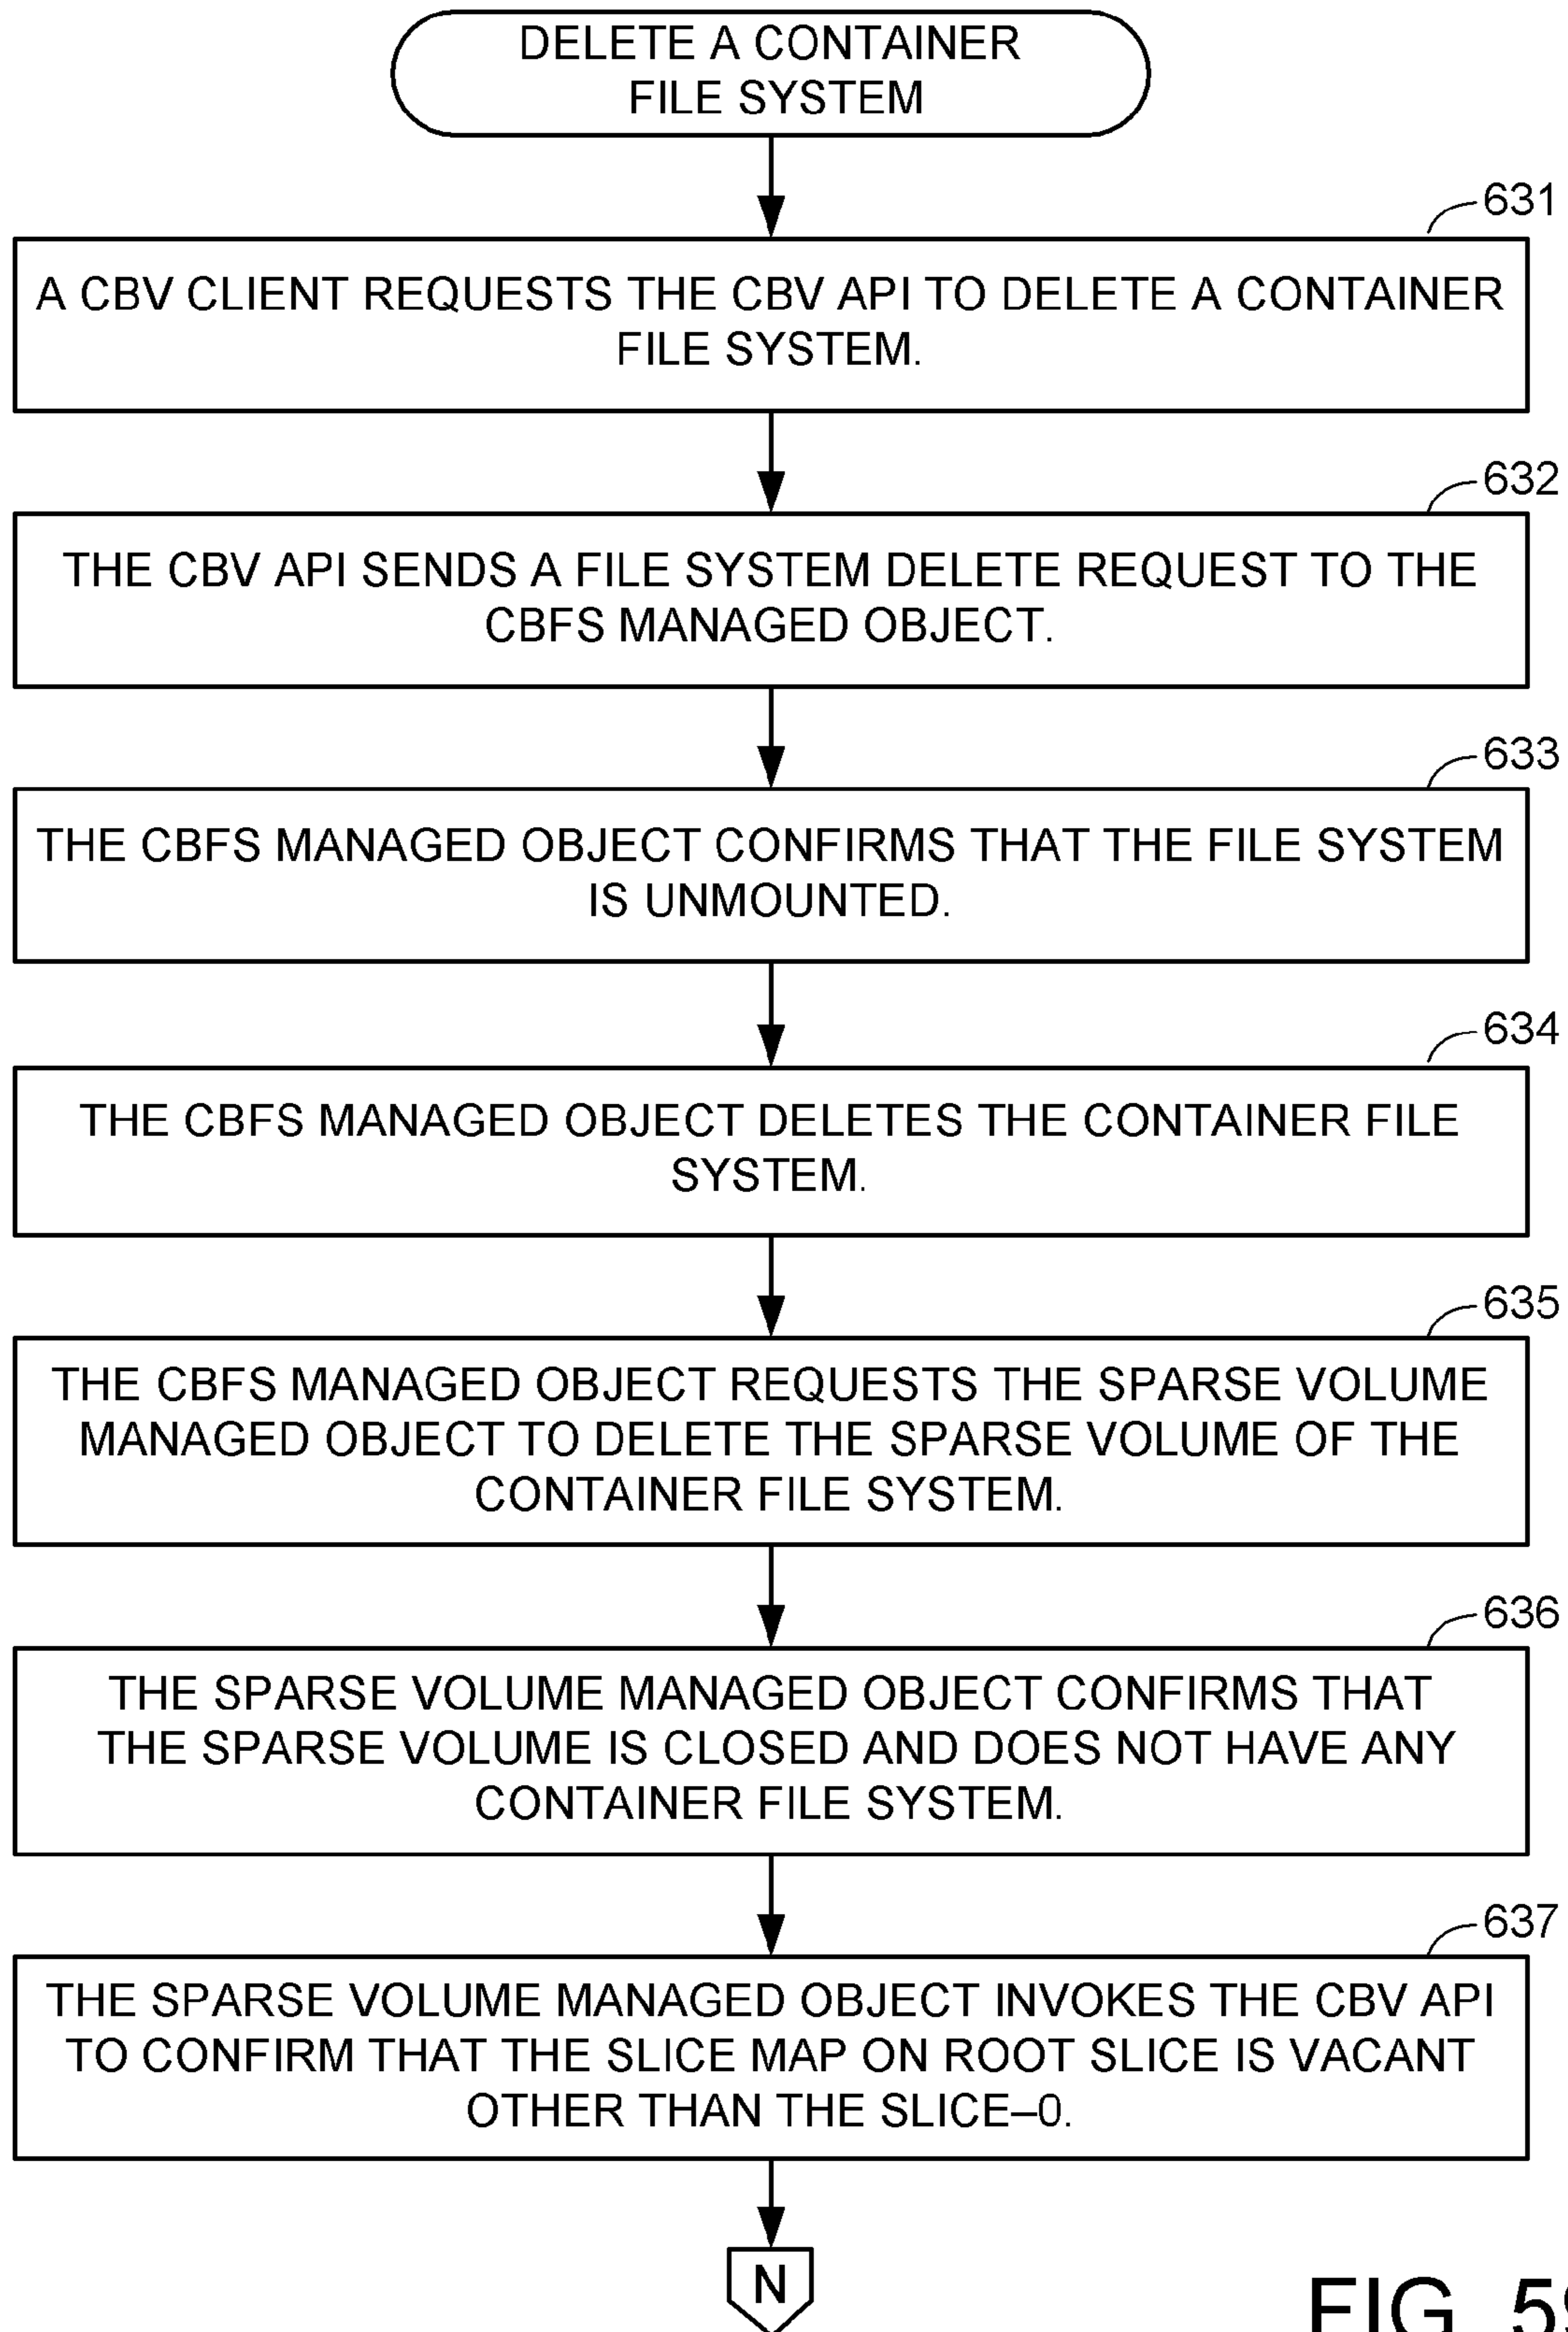 DELETE A CONTAINER
FILE SYSTEM
631
A CBV CLIENT REQUESTS THE CBV API TO DELETE A CONTAINER
FILE SYSTEM.
632
THE CBV API SENDS A FILE SYSTEM DELETE REQUEST TO THE
CBFS MANAGED OBJECT.
633
THE CBFS MANAGED OBJECT CONFIRMS THAT THE FILE SYSTEM
IS UNMOUNTED.
634
THE CBFS MANAGED OBJECT DELETES THE CONTAINER FILE
SYSTEM.
635
THE CBFS MANAGED OBJECT REQUESTS THE SPARSE VOLUME
MANAGED OBJECT TO DELETE THE SPARSE VOLUME OF THE
CONTAINER FILE SYSTEM.
636
THE SPARSE VOLUME MANAGED OBJECT CONFIRMS THAT
THE SPARSE VOLUME IS CLOSED AND DOES NOT HAVE ANY
CONTAINER FILE SYSTEM.
637
THE SPARSE VOLUME MANAGED OBJECT INVOKES THE CBV API
TO CONFIRM THAT THE SLICE MAP ON ROOT SLICE IS VACANT
OTHER THAN THE SLICE–0.
N
FIG. 59